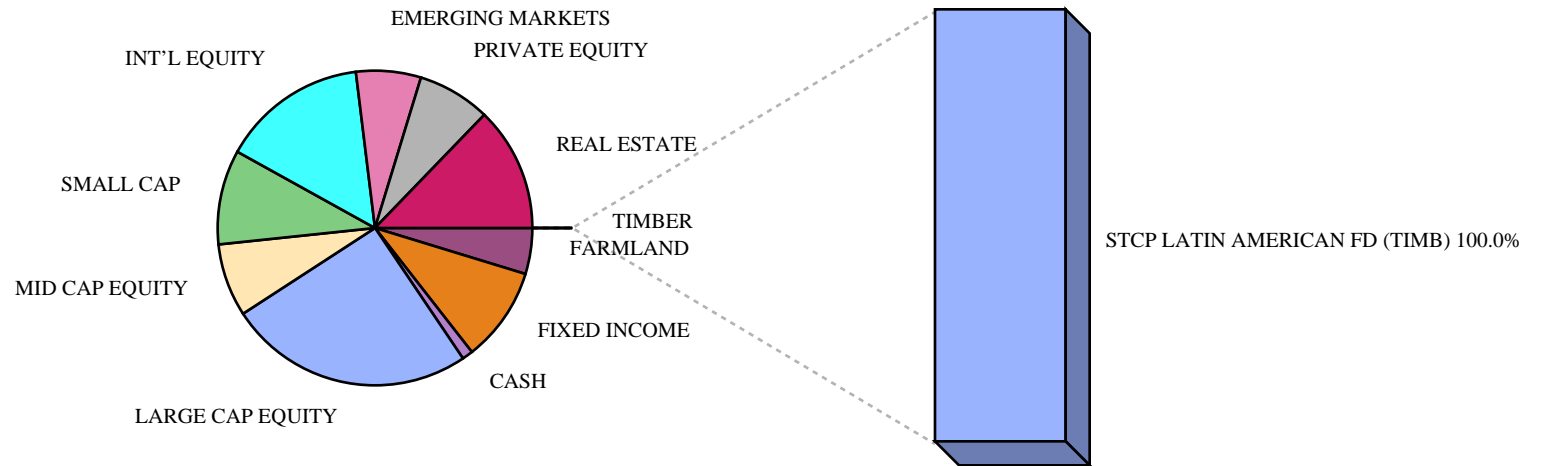 EMERGING MARKETS
PRIVATE EQUITY
INT'L EQUITY
REAL ESTATE
SMALL CAP
TIMBER
FARMLAND
STCP LATIN AMERICAN FD (TIMB) 100.0%
MID CAP EQUITY
FIXED INCOME
CASH
LARGE CAP EQUITY